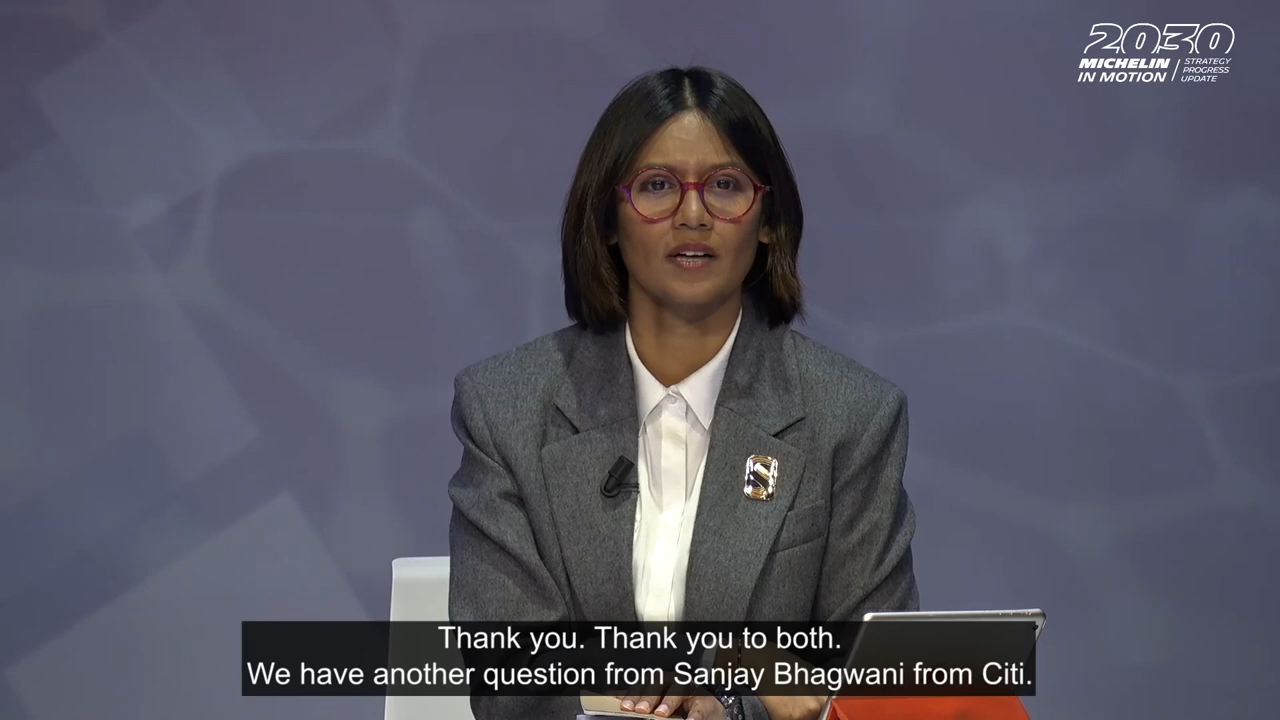 2030
MICHELIN
IN MOTION
STRATEGY
PROGRESS
UPDATE
S
Thank you. Thank you to both.
We have another question from Sanjay Bhagwani from Citi.